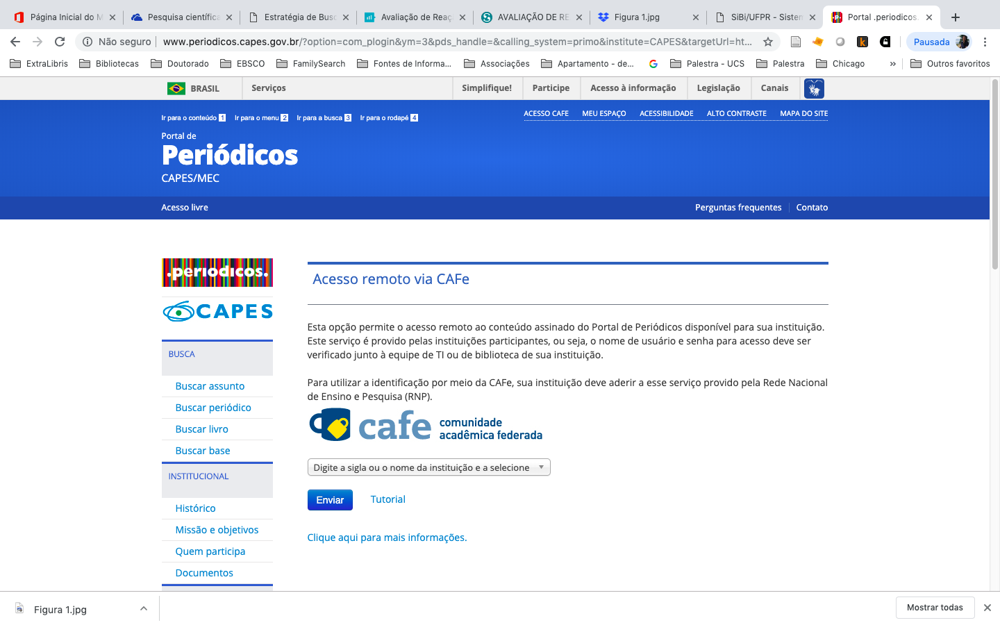 Página Inicial do M
Pesquisa científica
Estratégia de Busc
Avaliação de Reaç
AVALIAÇÃO DE RE
Figura 1.jpg
SiBi/UFPR - Sistem
Portal .periodicos.
Não seguro
www.periodicos.capes.gov.br/?option=com_plogin&ym=3&pds_handle=&calling_system=primo&institute=CAPES&targetUrl=ht...
Pausada
ExtraLibris
Bibliotecas
Doutorado
EBSCO
FamilySearch
Fontes de Informa...
Associações
Apartamento - de...
Palestra - UCS
Palestra
Chicago
»
Outros favoritos
BRASIL
Serviços
Simplifique!
Participe
Acesso à informação
Legislação
Canais
Ir para o conteúdo 1
Ir para o menu 2
Ir para a busca 3
Ir para o rodapé 4
ACESSO CAFE
MEU ESPAÇO
ACESSIBILIDADE
ALTO CONTRASTE
MAPA DO SITE
Portal de
Periódicos
CAPES/MEC
Acesso livre
Perguntas frequentes
Contato
.periodicos.
CAPES
BUSCA
Buscar assunto
Buscar periódico
Buscar livro
Buscar base
INSTITUCIONAL
Histórico
Missão e objetivos
Quem participa
Documentos
Acesso remoto via CAFe
Esta opção permite o acesso remoto ao conteúdo assinado do Portal de Periódicos disponível para sua instituição.
Este serviço é provido pelas instituições participantes, ou seja, o nome de usuário e senha para acesso deve ser
verificado junto à equipe de TI ou de biblioteca de sua instituição.
Para utilizar a identificação por meio da CAFe, sua instituição deve aderir a esse serviço provido pela Rede Nacional
de Ensino e Pesquisa (RNP).
cafe
comunidade
acadêmica federada
Digite a sigla ou o nome da instituição e a selecione
Enviar
Tutorial
Clique aqui para mais informações.
Figura 1.jpg
Mostrar todas